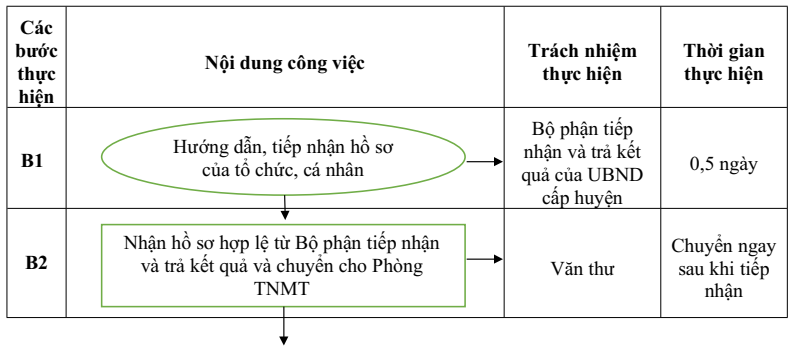 Các
bước
thực
hiện
Nội dung công việc
Trách nhiệm
thực hiện
Thời gian
thực hiện
B1
Hướng dẫn, tiếp nhận hồ sơ
của tổ chức, cá nhân
Bộ phận tiếp
nhận và trả kết
quả của UBND
cấp huyện
0,5 ngày
B2
Nhận hồ sơ hợp lệ từ Bộ phận tiếp nhận
và trả kết quả và chuyển cho Phòng
TNMT
Văn thư
Chuyển ngay
sau khi tiếp
nhận